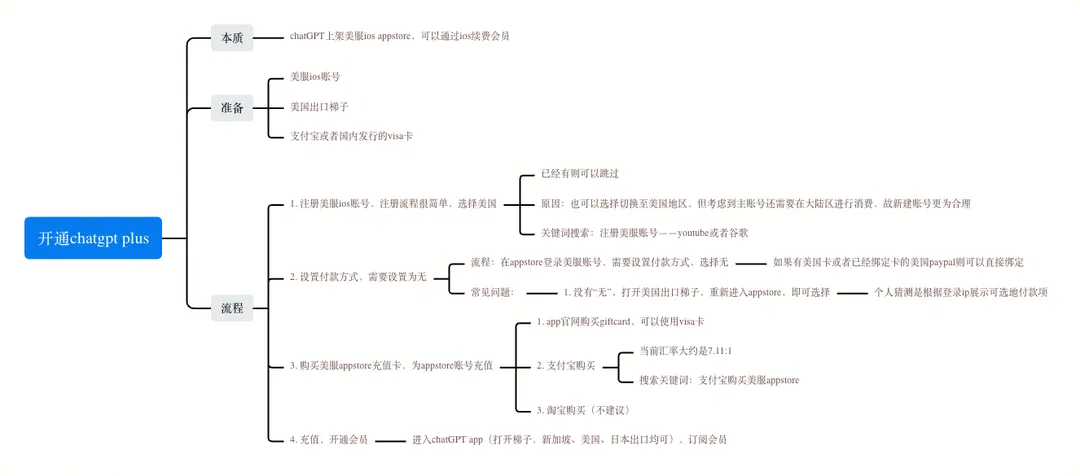 开通chatgpt plus
本质
chatGPT上架美服ios appstore，可以通过ios续费会员
准备
美服ios账号
美国出口梯子
支付宝或者国内发行的visa卡
流程
1. 注册美服ios账号，注册流程很简单，选择美国
已经有则可以跳过
原因：也可以选择切换至美国地区，但考虑到主账号还需要在大陆区进行消费，故新建账号更为合理
关键词搜索：注册美服账号——youtube或者谷歌
2. 设置付款方式，需要设置为无
流程：在appstore登录美服账号，需要设置付款方式，选择无
如果有美国卡或者已经绑定卡的美国paypal则可以直接绑定
常见问题：
1. 没有“无”，打开美国出口梯子，重新进入appstore，即可选择
个人猜测是根据登录ip展示可选地付款项
3. 购买美服appstore充值卡，为appstore账号充值
1. app官网购买giftcard，可以使用visa卡
2. 支付宝购买
当前汇率大约是7.11:1
搜索关键词：支付宝购买美服appstore
3. 淘宝购买（不建议）
4. 充值，开通会员
进入chatGPT app（打开梯子，新加坡、美国、日本出口均可），订阅会员